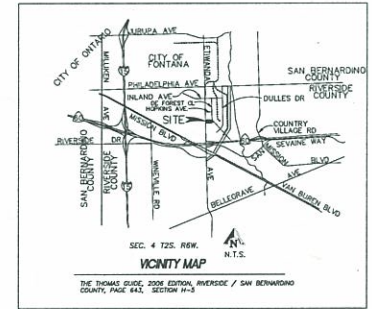 JURUPA AVE
CITY OF ONTARIO
MILLIKEN
AVE
CITY OF
FONTANA
ETIWANDA
AVE
PHILADELPHIA AVE
SAN BERNARDINO
COUNTY
RIVERSIDE
COUNTY
INLAND AVE
DE FOREST CL
HOPKINS AVE.
DULLES DR
SITE
MISSION BLVD
COUNTRY
VILLAGE RD
RIVERSIDE DR
SEVAINE WAY
SAN BERNARDINO
COUNTY
RIVERSIDE
COUNTY
WINEVILLE RD
MISSION BLVD
BELLEGRAVE AVE
VAN BUREN BLVD
SEC. 4 T2S. R6W.
N
N.T.S.
VICINITY MAP
THE THOMAS GUIDE, 2006 EDITION, RIVERSIDE / SAN BERNARDINO
COUNTY, PAGE 643, SECTION H-5